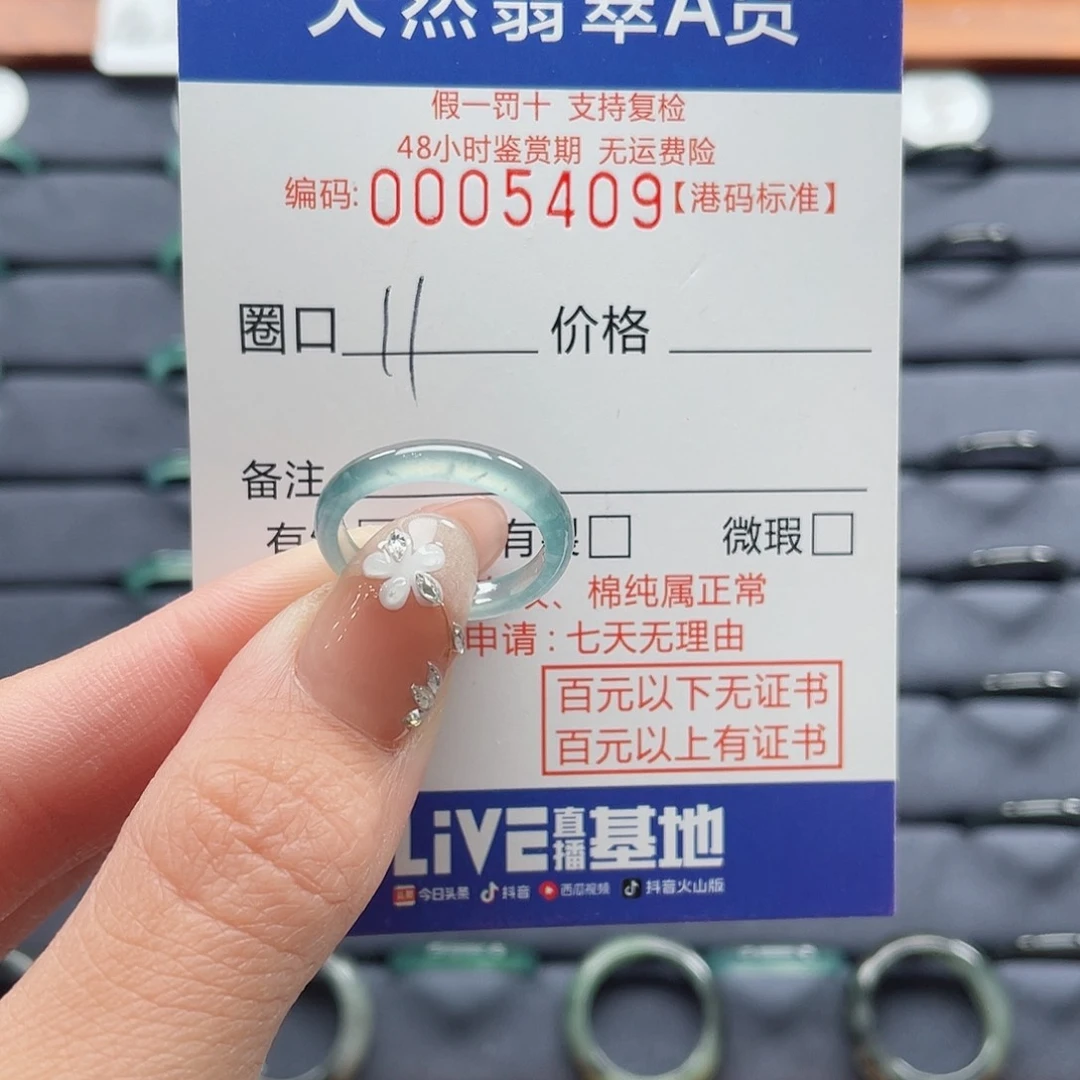 天然翡翠A货
假一罚十 支持复检
48小时鉴赏期 无运费险
编码: 0005409【港码标准】
圈口 11 价格
备注
有 有 □ 微瑕 □
、棉纯属正常
申请：七天无理由
百元以下无证书
百元以上有证书
LiVE直播基地
今日头条 抖音 西瓜视频 抖音火山版